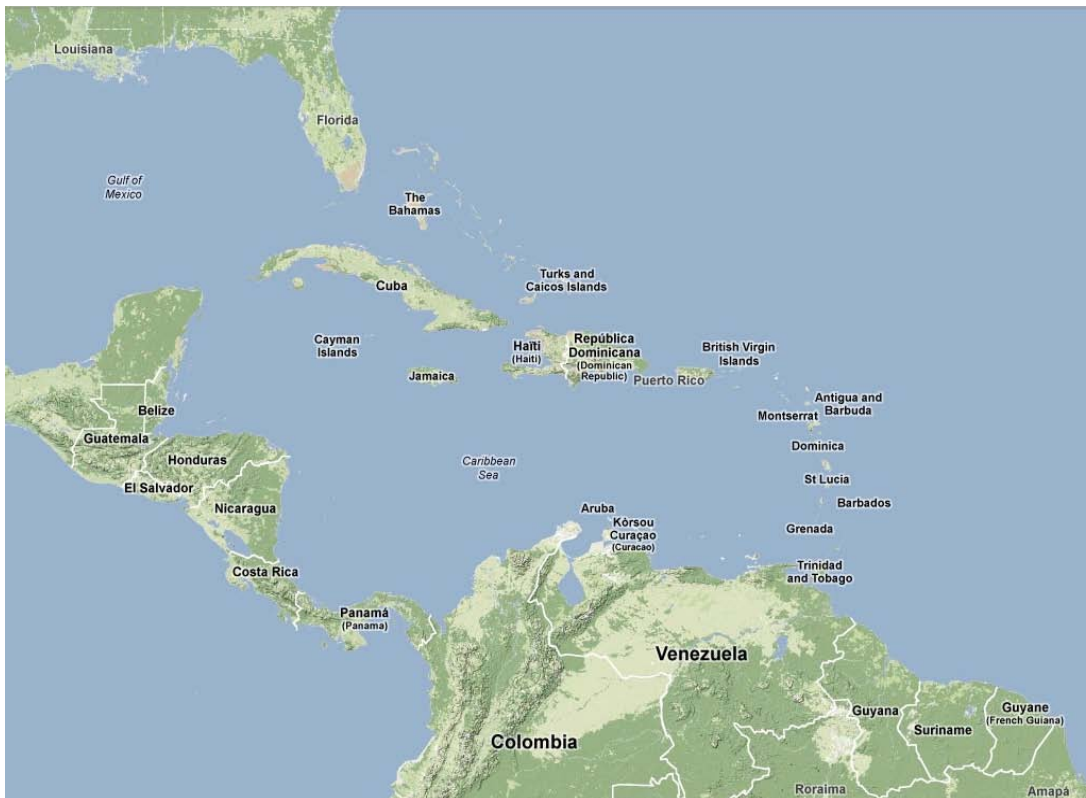 Louisiana
Florida
Gulf of
Mexico
The
Bahamas
Turks and
Caicos Islands
Cuba
Cayman
Islands
Haïti
(Haiti)
República
Dominicana
(Dominican
Republic)
British Virgin
Islands
Jamaica
Puerto Rico
Antigua and
Barbuda
Montserrat
Belize
Guatemala
Dominica
Honduras
Caribbean
Sea
El Salvador
St Lucia
Nicaragua
Barbados
Aruba
Kòrsou
Curaçao
(Curacao)
Grenada
Costa Rica
Trinidad
and Tobago
Panamá
(Panama)
Venezuela
Colombia
Guyana
Suriname
Guyane
(French Guiana)
Roraima
Amapá